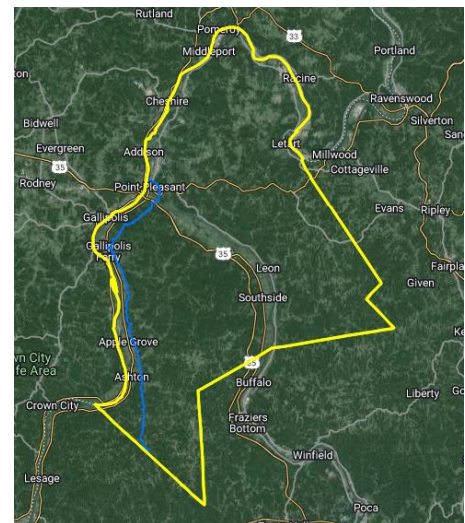 Rutland
Pomeroy
33
Portland
Middleport
Racine
Ravenswood
Cheshire
Silverton
Bidwell
Evergreen
Addison
Letart
Millwood
35
Cottageville
Rodney
Point Pleasant
Evans
Ripley
Gallipolis
Gallipolis
Ferry
35
Leon
Given
Southside
Apple Grove
Ashton
35
Buffalo
Liberty
Crown City
Fraziers
Bottom
Winfield
Lesage
Poca